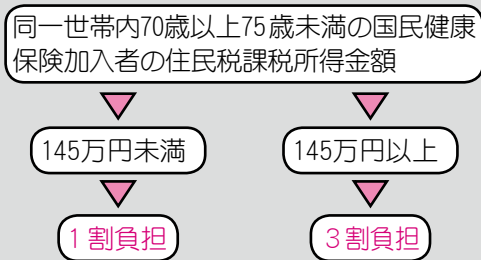 同一世帯内70歳以上75歳未満の国民健康
保険加入者の住民税課税所得金額
145万円未満
145万円以上
1割負担
3割負担